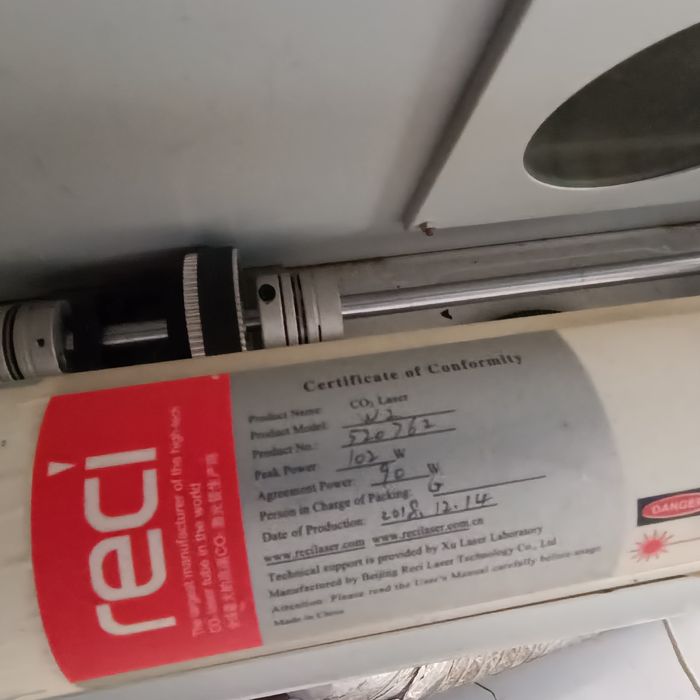 reci
The largest manufacturer of the high-tech
CO₂ laser tube in the world
Certificate of Conformity
Product Name: CO₂ Laser
Product Model: W2
Product No.: 520762
Peak Power: 102 W
Agreement Power: 90 W
Person in Charge of Packing: G
Date of Production: 2018.12.14
www.recilaser.com www.recilaser.com.cn
Technical support is provided by Xu Laser Laboratory
Manufactured by Beijing Reci Laser Technology Co., Ltd
Attention: Please read the User's Manual carefully before usage
Made in China
DANGER